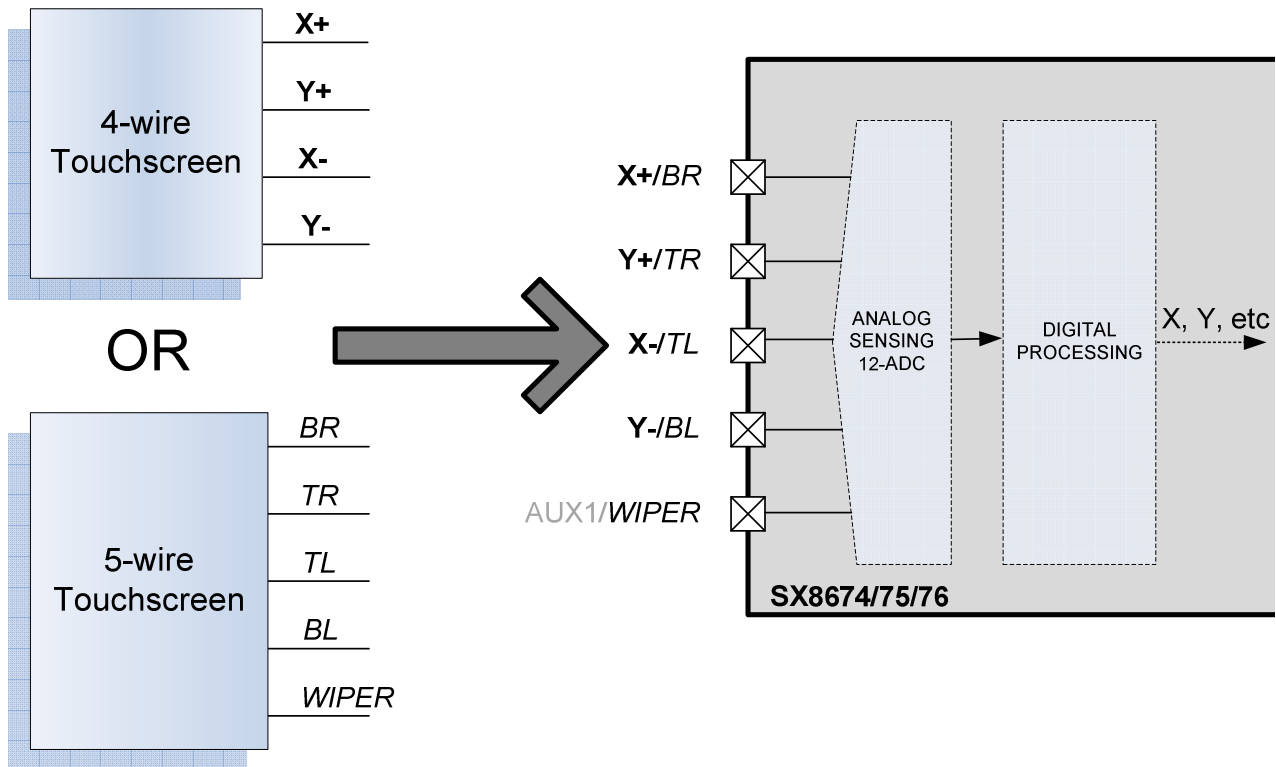 X+
Y+
X-
Y-
4-wire
Touchscreen
OR
BR
TR
TL
BL
WIPER
5-wire
Touchscreen
X+/BR
Y+/TR
X-/TL
Y-/BL
AUX1/WIPER
ANALOG
SENSING
12-ADC
DIGITAL
PROCESSING
X, Y, etc
SX8674/75/76